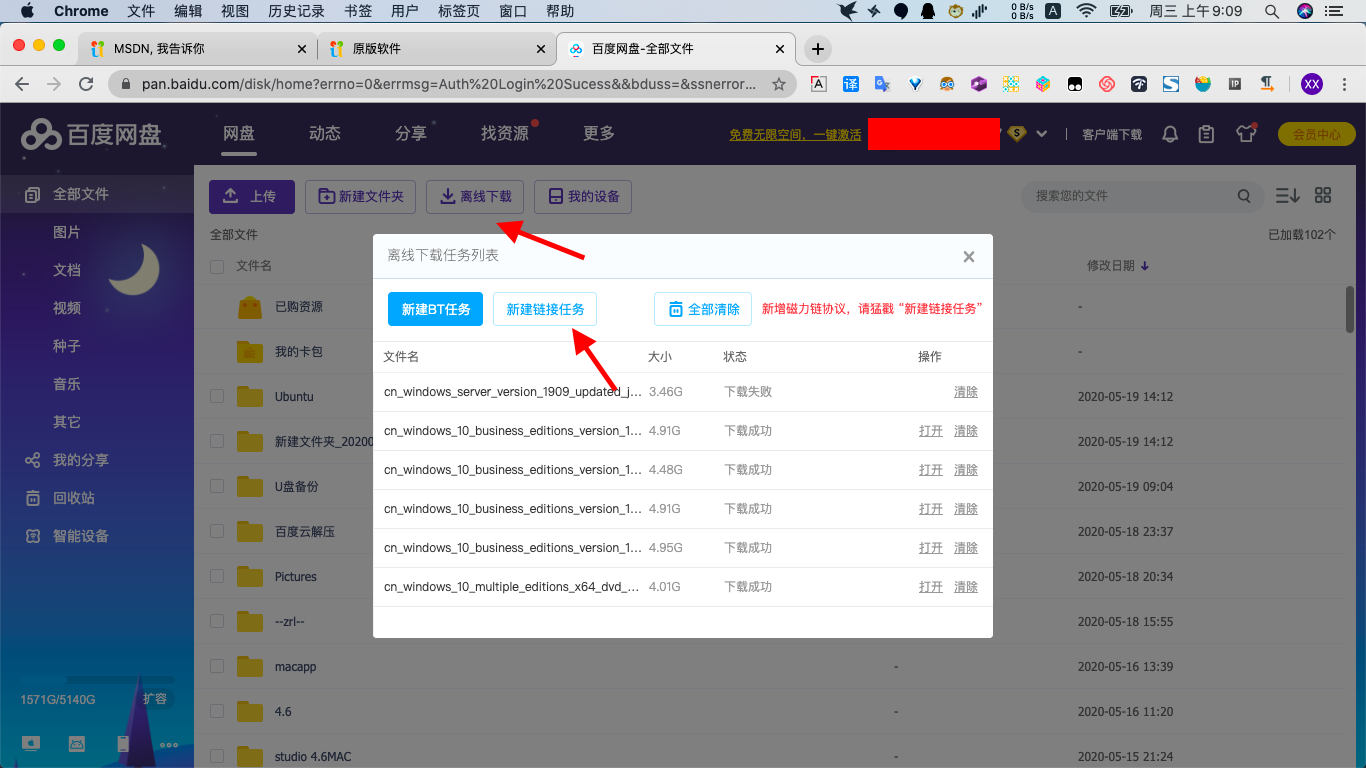 Chrome 文件 编辑 视图 历史记录 书签 用户 标签页 窗口 帮助 0 B/s 0 B/s A 周三 上午9:09
MSDN, 我告诉你 原版软件 百度网盘-全部文件
pan.baidu.com/disk/home?errno=0&errmsg=Auth%20Login%20Sucess&&bduss=&ssnerror... A 译 G IP XX
百度网盘 网盘 动态 分享 找资源 更多 免费无限空间，一键激活 S 客户端下载 会员中心
全部文件
图片
文档
视频
种子
音乐
其它
我的分享
回收站
智能设备
1571G/5140G 扩容
上传 新建文件夹 离线下载 我的设备 搜索您的文件
全部文件 已加载102个
文件名 修改日期
已购资源 -
我的卡包 -
Ubuntu 2020-05-19 14:12
新建文件夹_20200 2020-05-19 14:12
U盘备份 2020-05-19 09:04
百度云解压 2020-05-18 23:37
Pictures 2020-05-18 20:34
--zrl-- 2020-05-18 15:55
macapp - 2020-05-16 13:39
4.6 - 2020-05-16 11:20
studio 4.6MAC 2020-05-15 21:24
离线下载任务列表
新建BT任务 新建链接任务 全部清除 新增磁力链协议，请猛戳“新建链接任务”
文件名 大小 状态 操作
cn_windows_server_version_1909_updated_j... 3.46G 下载失败 清除
cn_windows_10_business_editions_version_1... 4.91G 下载成功 打开 清除
cn_windows_10_business_editions_version_1... 4.48G 下载成功 打开 清除
cn_windows_10_business_editions_version_1... 4.91G 下载成功 打开 清除
cn_windows_10_business_editions_version_1... 4.95G 下载成功 打开 清除
cn_windows_10_multiple_editions_x64_dvd_... 4.01G 下载成功 打开 清除